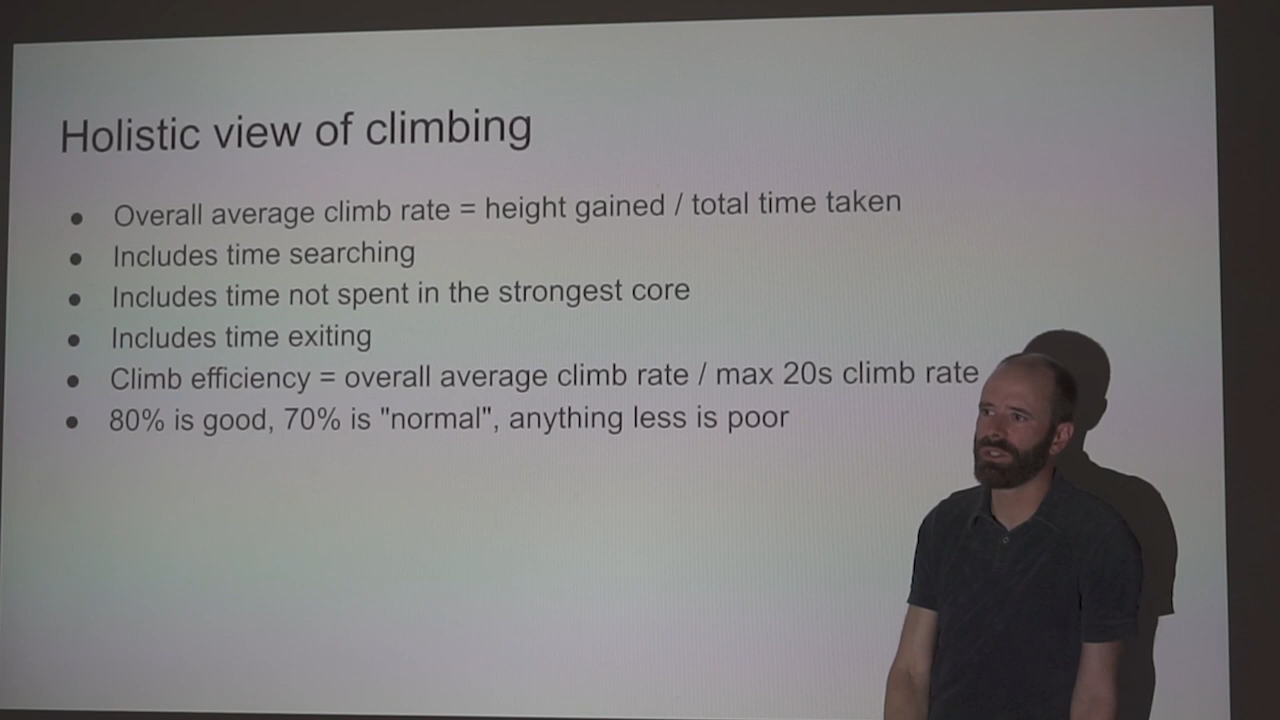 Holistic view of climbing
● Overall average climb rate = height gained / total time taken
● Includes time searching
● Includes time not spent in the strongest core
● Includes time exiting
● Climb efficiency = overall average climb rate / max 20s climb rate
● 80% is good, 70% is "normal", anything less is poor